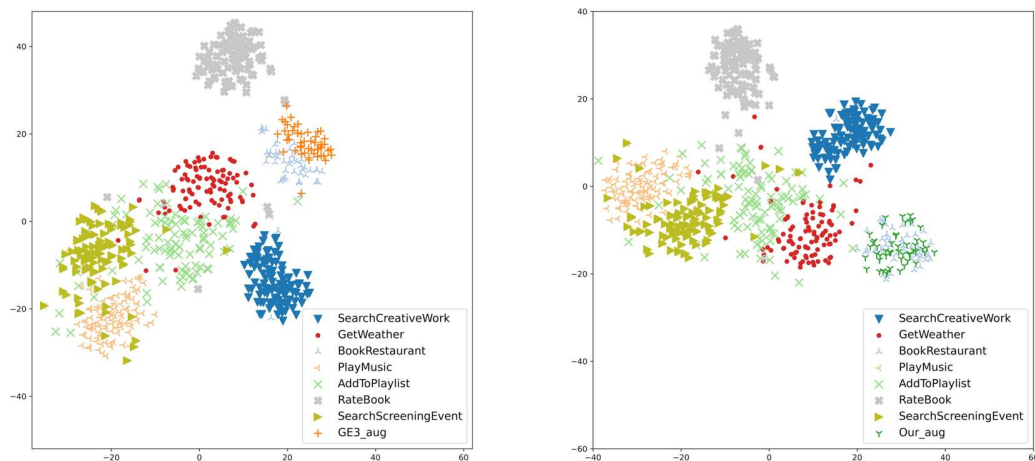 40
20
0
−20
−40
−20
0
20
40
60
SearchCreativeWork
GetWeather
BookRestaurant
PlayMusic
AddToPlaylist
RateBook
SearchScreeningEvent
GE3_aug
40
20
0
−20
−40
−60
−40
−20
0
20
40
60
SearchCreativeWork
GetWeather
BookRestaurant
PlayMusic
AddToPlaylist
RateBook
SearchScreeningEvent
Our_aug